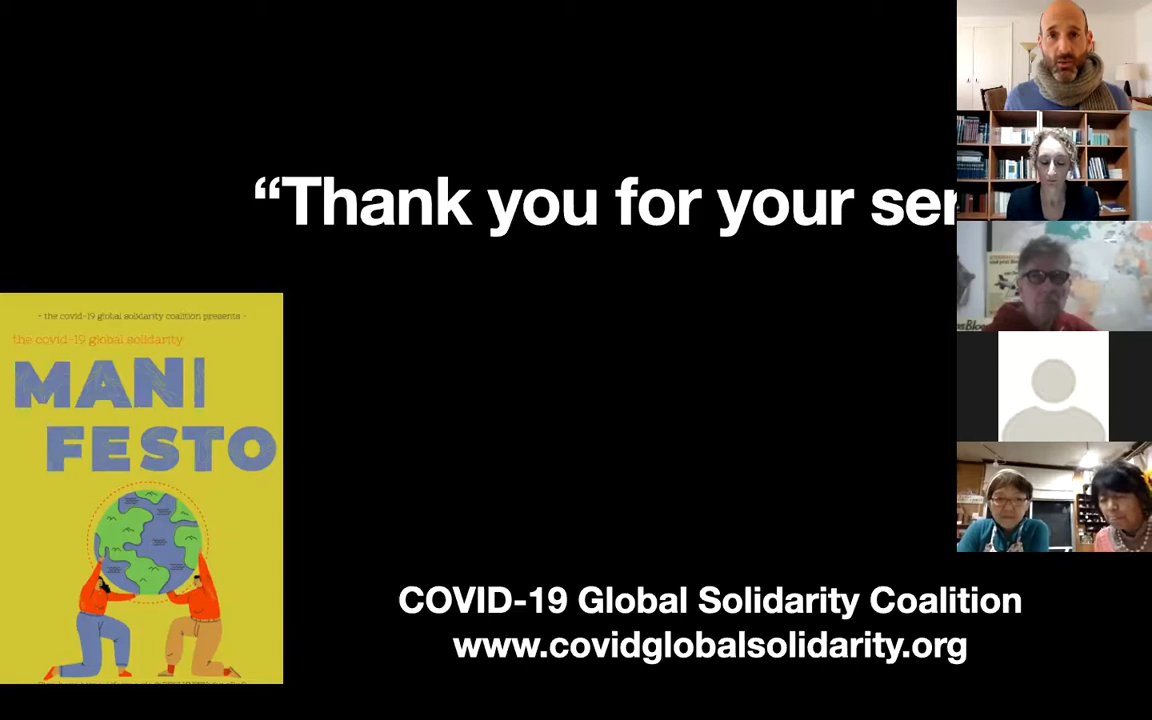 “Thank you for your ser
- the covid-19 global solidarity coalition presents -
the covid-19 global solidarity
MANI
FESTO
COVID-19 Global Solidarity Coalition
www.covidglobalsolidarity.org